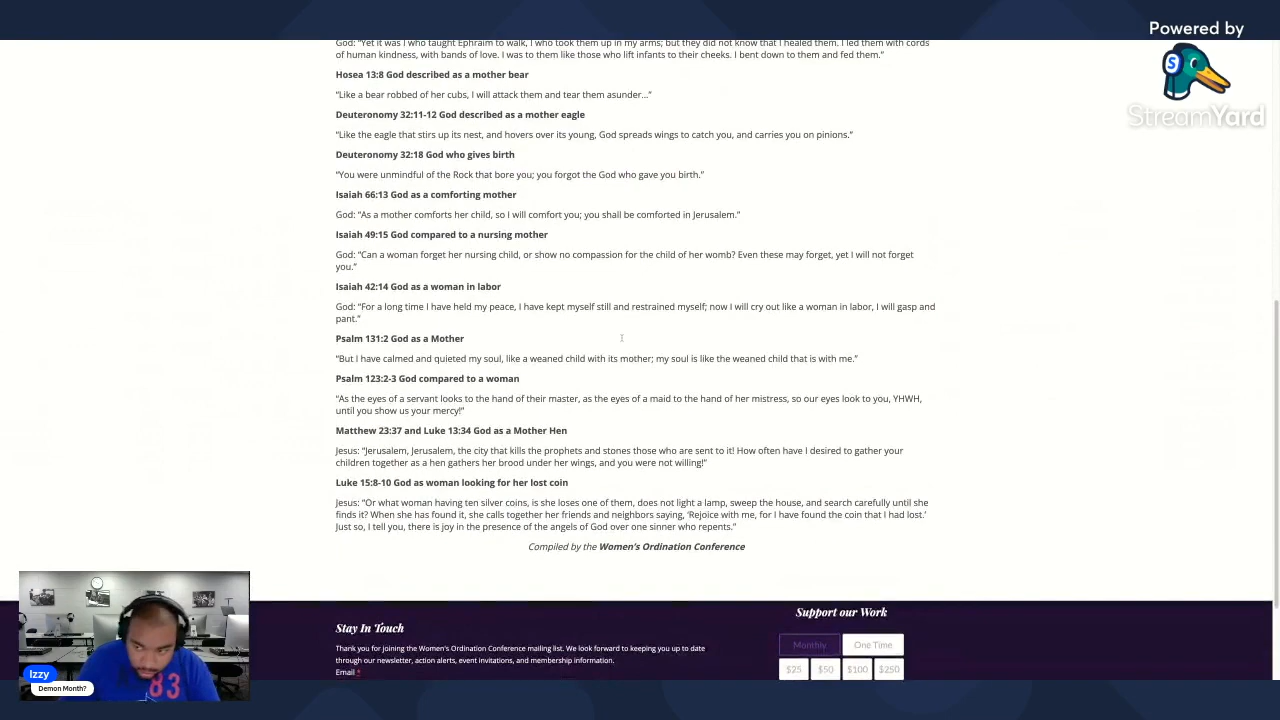 Powered by
StreamYard
God: “Yet it was I who taught Ephraim to walk, I who took them up in my arms; but they did not know that I healed them. I led them with cords
of human kindness, with bands of love. I was to them like those who lift infants to their cheeks. I bent down to them and fed them.”
Hosea 13:8 God described as a mother bear
“Like a bear robbed of her cubs, I will attack them and tear them asunder…”
Deuteronomy 32:11-12 God described as a mother eagle
“Like the eagle that stirs up its nest, and hovers over its young, God spreads wings to catch you, and carries you on pinions.”
Deuteronomy 32:18 God who gives birth
“You were unmindful of the Rock that bore you; you forgot the God who gave you birth.”
Isaiah 66:13 God as a comforting mother
God: “As a mother comforts her child, so I will comfort you; you shall be comforted in Jerusalem.”
Isaiah 49:15 God compared to a nursing mother
God: “Can a woman forget her nursing child, or show no compassion for the child of her womb? Even these may forget, yet I will not forget
you.”
Isaiah 42:14 God as a woman in labor
God: “For a long time I have held my peace, I have kept myself still and restrained myself; now I will cry out like a woman in labor, I will gasp and
pant.”
Psalm 131:2 God as a Mother
“But I have calmed and quieted my soul, like a weaned child with its mother; my soul is like the weaned child that is with me.”
Psalm 123:2-3 God compared to a woman
“As the eyes of a servant looks to the hand of their master, as the eyes of a maid to the hand of her mistress, so our eyes look to you, YHWH,
until you show us your mercy!”
Matthew 23:37 and Luke 13:34 God as a Mother Hen
Jesus: “Jerusalem, Jerusalem, the city that kills the prophets and stones those who are sent to it! How often have I desired to gather your
children together as a hen gathers her brood under her wings, and you were not willing!”
Luke 15:8-10 God as woman looking for her lost coin
Jesus: “Or what woman having ten silver coins, is she loses one of them, does not light a lamp, sweep the house, and search carefully until she
finds it? When she has found it, she calls together her friends and neighbors saying, ‘Rejoice with me, for I have found the coin that I had lost.’
Just so, I tell you, there is joy in the presence of the angels of God over one sinner who repents.”
Compiled by the Women’s Ordination Conference
Stay In Touch
Thank you for joining the Women's Ordination Conference mailing list. We look forward to keeping you up to date
through our newsletter, action alerts, event invitations, and membership information.
Email *
Support our Work
Monthly
One Time
$25
$50
$100
$250
83
Izzy
Demon Month?